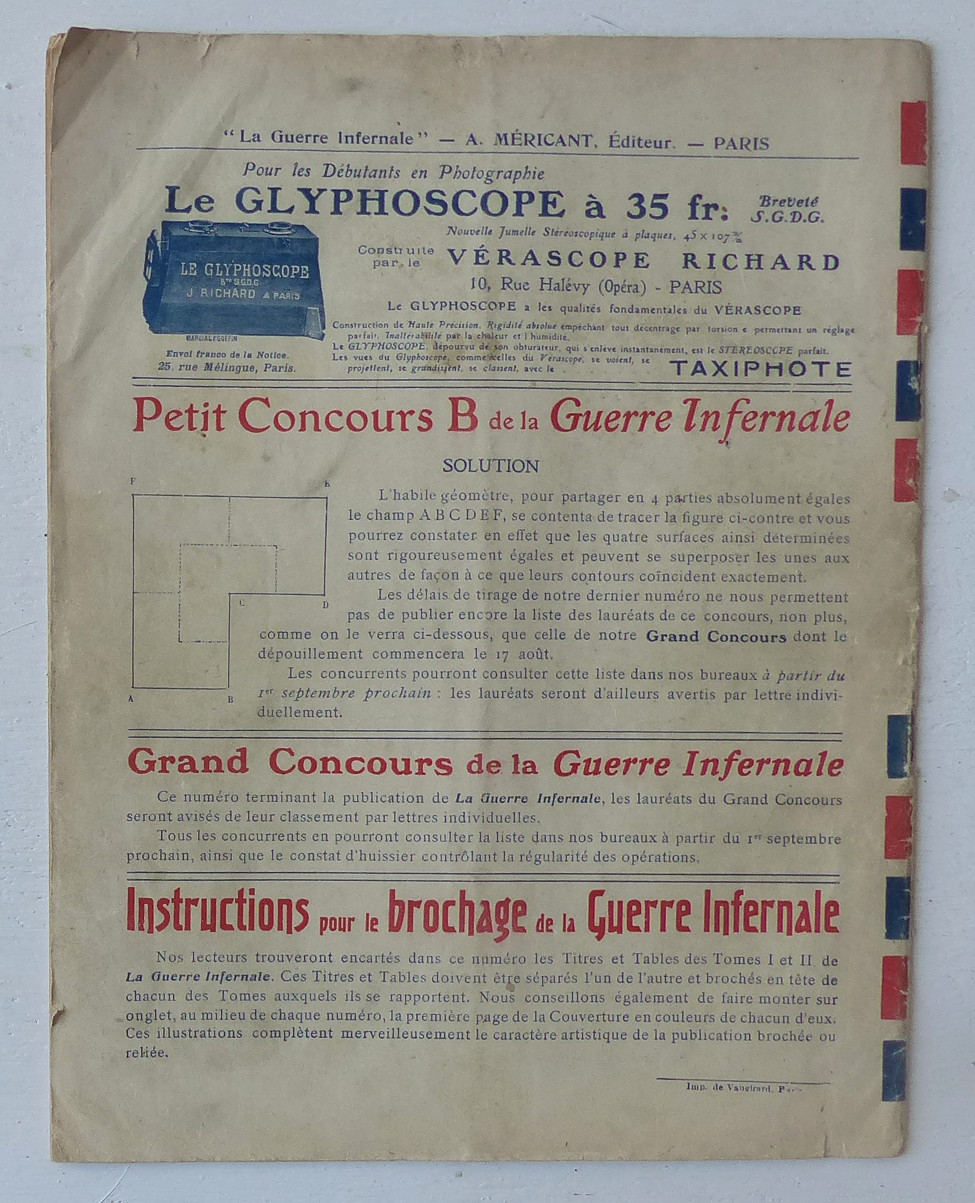 "La Guerre Infernale" — A. MÉRICANT, Éditeur. — PARIS
Pour les Débutants en Photographie
Le GLYPHOSCOPE à 35 fr:
Breveté
S.G.D.G.
Nouvelle Jumelle Stéréoscopique à plaques, 45 x 107 m/m
Construite
par le
VÉRASCOPE RICHARD
10, Rue Halévy (Opéra) - PARIS
Le GLYPHOSCOPE a les qualités fondamentales du VÉRASCOPE
LE GLYPHOSCOPE
Bté S.G.D.G
J. RICHARD A PARIS
Envoi franco de la Notice.
25, rue Mélingue, Paris.
Construction de Haute Précision. Rigidité absolue empêchant tous décentrage par torsion e permettant un réglage
parfait. Inaltérabilité par la chaleur et l'humidité.
Le GLYPHOSCOPE, dépourvu de son obturateur, qui s'enlève instantanément, est le STÉRÉOSCOPE parfait.
Les vues du Glyphoscope, comme celles du Vérascope, se voient, se
projettent, se grandissent, se classent, avec le
TAXIPHOTE
Petit Concours B de la Guerre Infernale
SOLUTION
F
E
C
D
A
B
L'habile géomètre, pour partager en 4 parties absolument égales
le champ A B C D E F, se contenta de tracer la figure ci-contre et vous
pourrez constater en effet que les quatre surfaces ainsi déterminées
sont rigoureusement égales et peuvent se superposer les unes aux
autres de façon à ce que leurs contours coïncident exactement.
Les délais de tirage de notre dernier numéro ne nous permettent
pas de publier encore la liste des lauréats de ce concours, non plus,
comme on le verra ci-dessous, que celle de notre Grand Concours dont le
dépouillement commencera le 17 août.
Les concurrents pourront consulter cette liste dans nos bureaux à partir du
1er septembre prochain : les lauréats seront d'ailleurs avertis par lettre indivi-
duellement.
Grand Concours de la Guerre Infernale
Ce numéro terminant la publication de La Guerre Infernale, les lauréats du Grand Concours
seront avisés de leur classement par lettres individuelles.
Tous les concurrents en pourront consulter la liste dans nos bureaux à partir du 1er septembre
prochain, ainsi que le constat d'huissier contrôlant la régularité des opérations.
Instructions pour le brochage de la Guerre Infernale
Nos lecteurs trouveront encartés dans ce numéro les Titres et Tables des Tomes I et II de
La Guerre Infernale. Ces Titres et Tables doivent être séparés l'un de l'autre et brochés en tête de
chacun des Tomes auxquels ils se rapportent. Nous conseillons également de faire monter sur
onglet, au milieu de chaque numéro, la première page de la Couverture en couleurs de chacun d'eux.
Ces illustrations complètent merveilleusement le caractère artistique de la publication brochée ou
reliée.
Imp. de Vaugirard, Paris